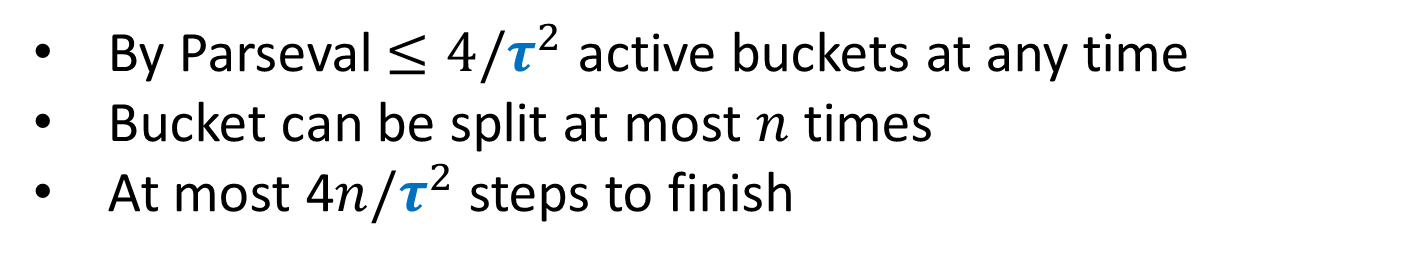 • By Parseval ≤ 4/τ² active buckets at any time
• Bucket can be split at most n times
• At most 4n/τ² steps to finish